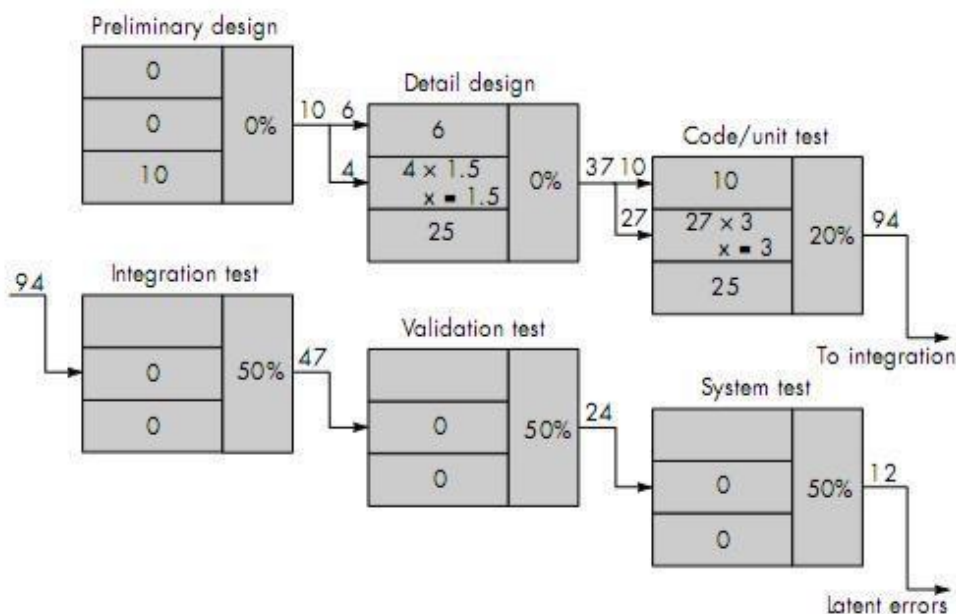 Preliminary design
0
0
10
0%
10 6
4
Detail design
6
4 × 1.5
x = 1.5
25
0%
37 10
27
Code/unit test
10
27 × 3
x = 3
25
20%
94
To integration
94
Integration test
0
0
50%
47
Validation test
0
0
50%
24
System test
0
0
50%
12
Latent errors